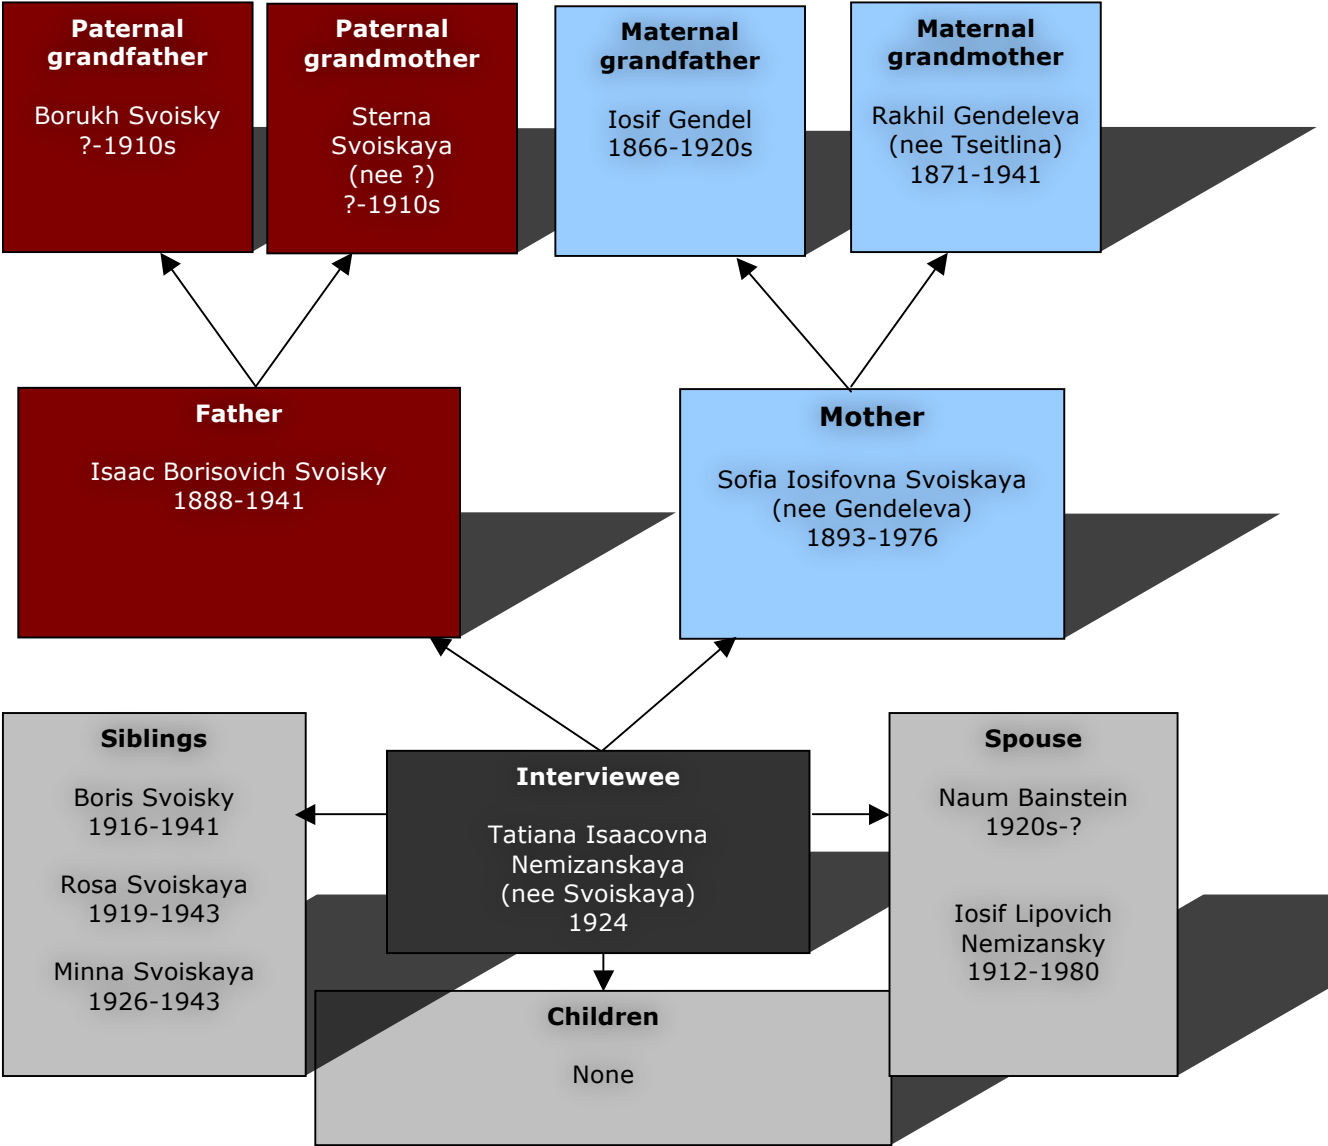 Paternal
grandfather
Borukh Svoisky
?-1910s
Paternal
grandmother
Sterna
Svoiskaya
(nee ?)
?-1910s
Maternal
grandfather
Iosif Gendel
1866-1920s
Maternal
grandmother
Rakhil Gendeleva
(nee Tseitlina)
1871-1941
Father
Isaac Borisovich Svoisky
1888-1941
Mother
Sofia Iosifovna Svoiskaya
(nee Gendeleva)
1893-1976
Siblings
Boris Svoisky
1916-1941
Rosa Svoiskaya
1919-1943
Minna Svoiskaya
1926-1943
Interviewee
Tatiana Isaacovna
Nemizanskaya
(nee Svoiskaya)
1924
Spouse
Naum Bainstein
1920s-?
Iosif Lipovich
Nemizansky
1912-1980
Children
None